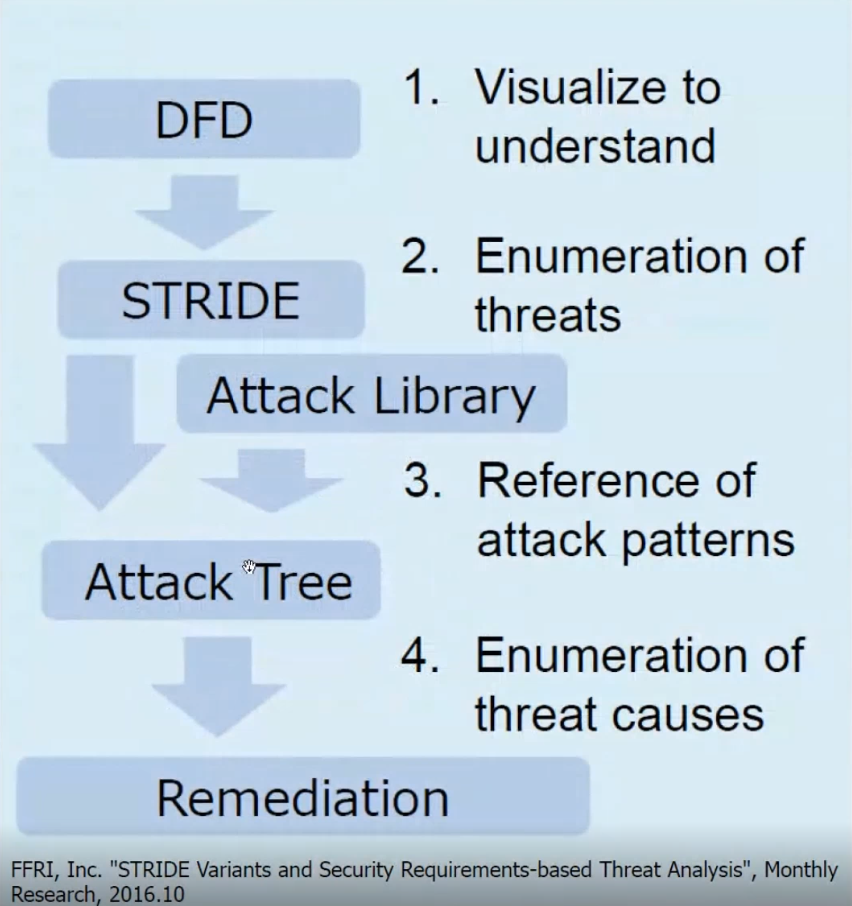 DFD
1. Visualize to
understand
STRIDE
2. Enumeration of
threats
Attack Library
3. Reference of
attack patterns
Attack Tree
4. Enumeration of
threat causes
Remediation
FFRI, Inc. "STRIDE Variants and Security Requirements-based Threat Analysis", Monthly
Research, 2016.10